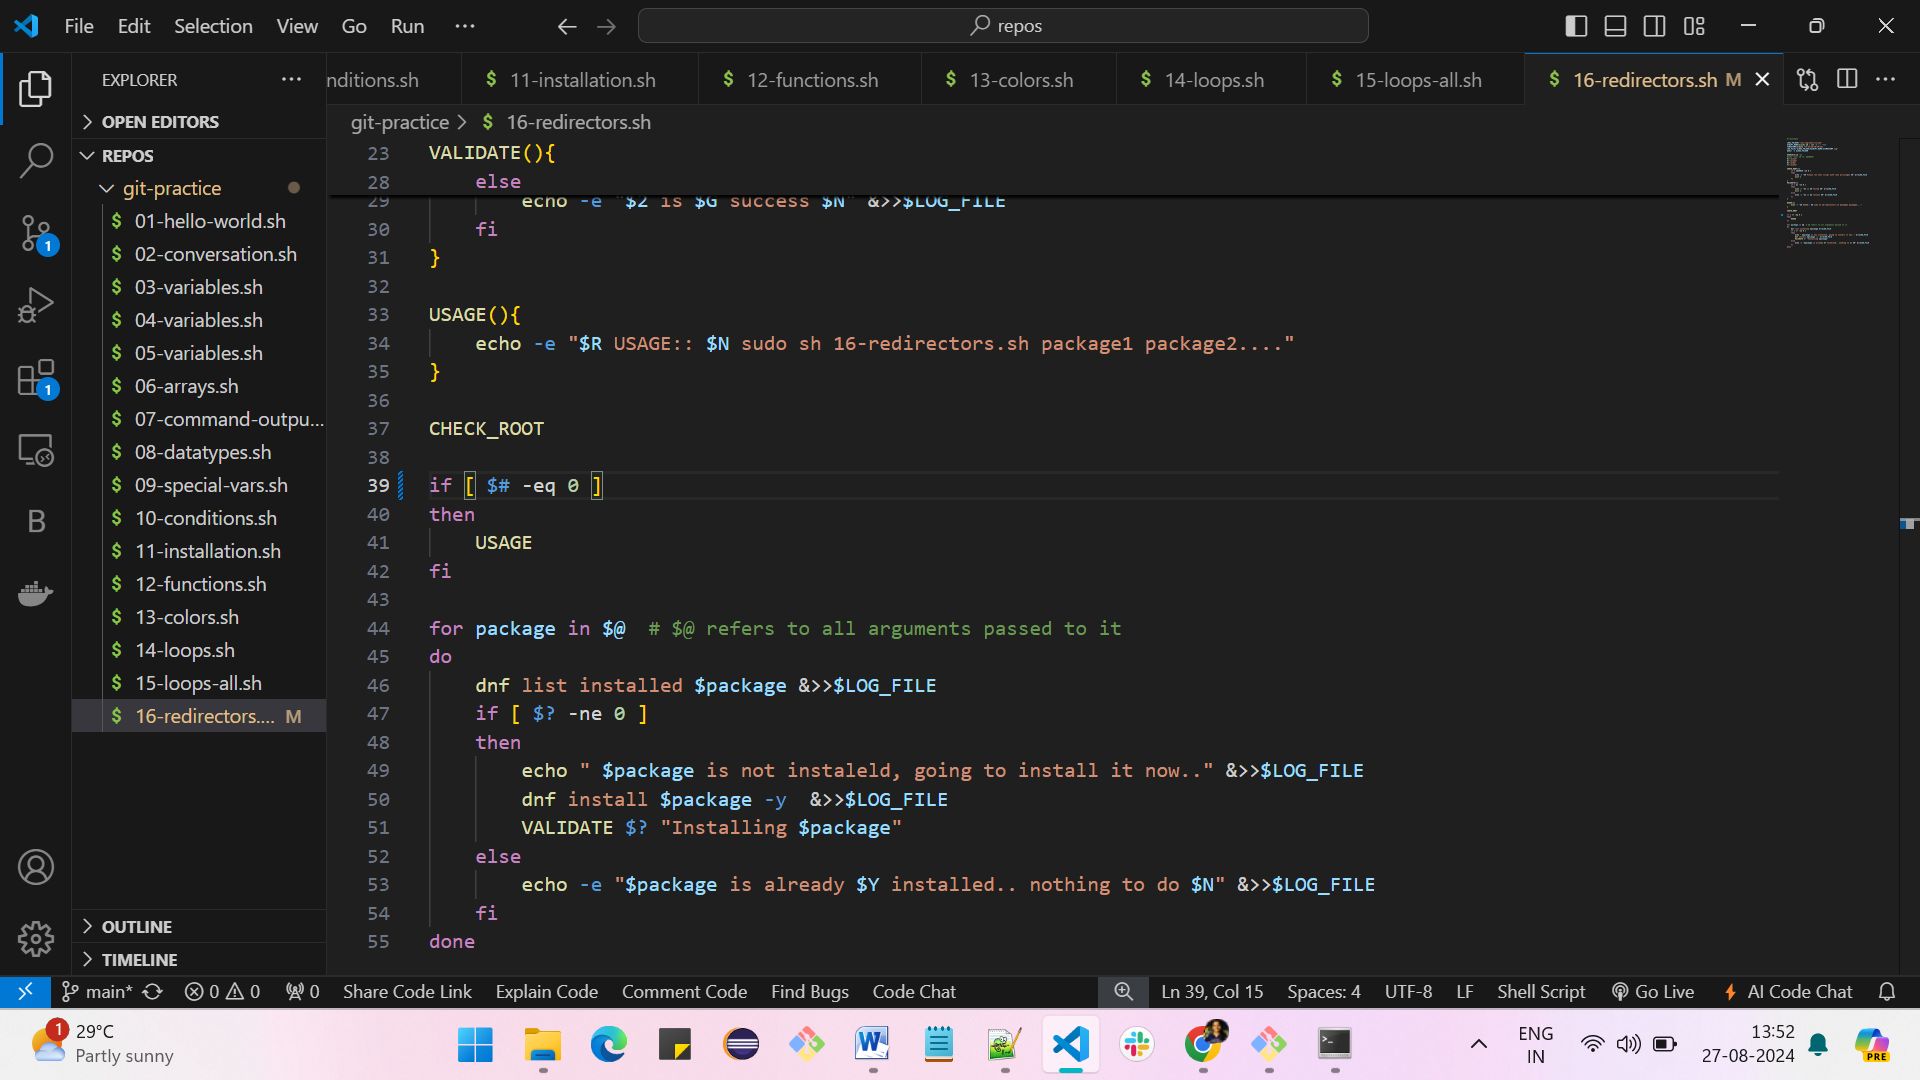 File Edit Selection View Go Run ···
repos
EXPLORER
OPEN EDITORS
REPOS
git-practice
$ 01-hello-world.sh
$ 02-conversation.sh
$ 03-variables.sh
$ 04-variables.sh
$ 05-variables.sh
$ 06-arrays.sh
$ 07-command-outpu...
$ 08-datatypes.sh
$ 09-special-vars.sh
$ 10-conditions.sh
$ 11-installation.sh
$ 12-functions.sh
$ 13-colors.sh
$ 14-loops.sh
$ 15-loops-all.sh
$ 16-redirectors.... M
OUTLINE
TIMELINE
1
1
B
nditions.sh $ 11-installation.sh $ 12-functions.sh $ 13-colors.sh $ 14-loops.sh $ 15-loops-all.sh $ 16-redirectors.sh M
git-practice > $ 16-redirectors.sh
23 VALIDATE(){
28 else
29 echo -e "$2 is $G success $N" &>>$LOG_FILE
30 fi
31 }
32
33 USAGE(){
34 echo -e "$R USAGE:: $N sudo sh 16-redirectors.sh package1 package2...."
35 }
36
37 CHECK_ROOT
38
39 if [ $# -eq 0 ]
40 then
41 USAGE
42 fi
43
44 for package in $@  # $@ refers to all arguments passed to it
45 do
46 dnf list installed $package &>>$LOG_FILE
47 if [ $? -ne 0 ]
48 then
49 echo " $package is not instaleld, going to install it now.." &>>$LOG_FILE
50 dnf install $package -y  &>>$LOG_FILE
51 VALIDATE $? "Installing $package"
52 else
53 echo -e "$package is already $Y installed.. nothing to do $N" &>>$LOG_FILE
54 fi
55 done
main* 0 0 0 Share Code Link Explain Code Comment Code Find Bugs Code Chat Ln 39, Col 15 Spaces: 4 UTF-8 LF Shell Script Go Live AI Code Chat
1 29°C
Partly sunny
W
ENG
IN
13:52
27-08-2024
PRE